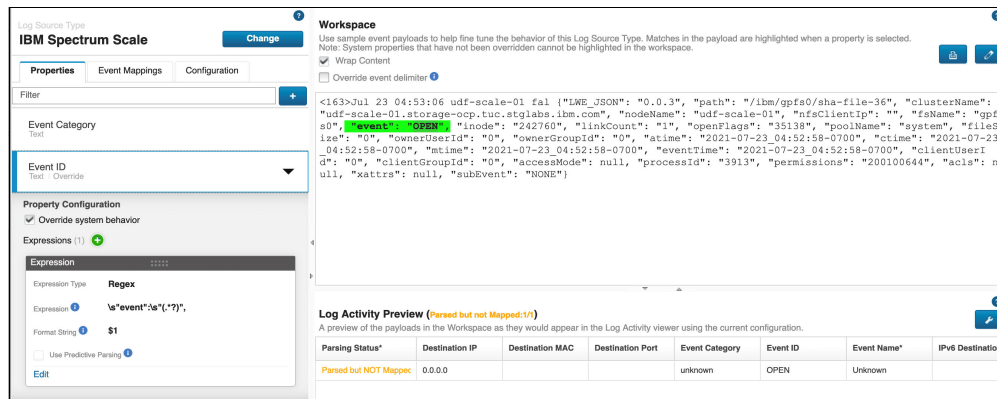 Log Source Type
IBM Spectrum Scale
Change
Properties
Event Mappings
Configuration
Filter
+
Event Category
Text
Event ID
Text Override
Property Configuration
Override system behavior
Expressions (1)
Expression
Expression Type Regex
Expression \s"event":\s"(.*?)",
Format String $1
Use Predictive Parsing
Edit
Workspace
Use sample event payloads to help fine tune the behavior of this Log Source Type. Matches in the payload are highlighted when a property is selected.
Note: System properties that have not been overridden cannot be highlighted in the workspace.
Wrap Content
Override event delimiter
<163>Jul 23 04:53:06 udf-scale-01 fal {"LWE_JSON": "0.0.3", "path": "/ibm/gpfs0/sha-file-36", "clusterName":
"udf-scale-01.storage-ocp.tuc.stglabs.ibm.com", "nodeName": "udf-scale-01", "nfsClientIp": "", "fsName": "gpf
s0", "event": "OPEN", "inode": "242760", "linkCount": "1", "openFlags": "35138", "poolName": "system", "fileS
ize": "0", "ownerUserId": "0", "ownerGroupId": "0", "atime": "2021-07-23_04:52:58-0700", "ctime": "2021-07-23
_04:52:58-0700", "mtime": "2021-07-23_04:52:58-0700", "eventTime": "2021-07-23_04:52:58-0700", "clientUserI
d": "0", "clientGroupId": "0", "accessMode": null, "processId": "3913", "permissions": "200100644", "acls": n
ull, "xattrs": null, "subEvent": "NONE"}
Log Activity Preview (Parsed but not Mapped:1/1)
A preview of the payloads in the Workspace as they would appear in the Log Activity viewer using the current configuration.
Parsing Status* Destination IP Destination MAC Destination Port Event Category Event ID Event Name* IPv6 Destinatio
Parsed but NOT Mapped 0.0.0.0 unknown OPEN Unknown